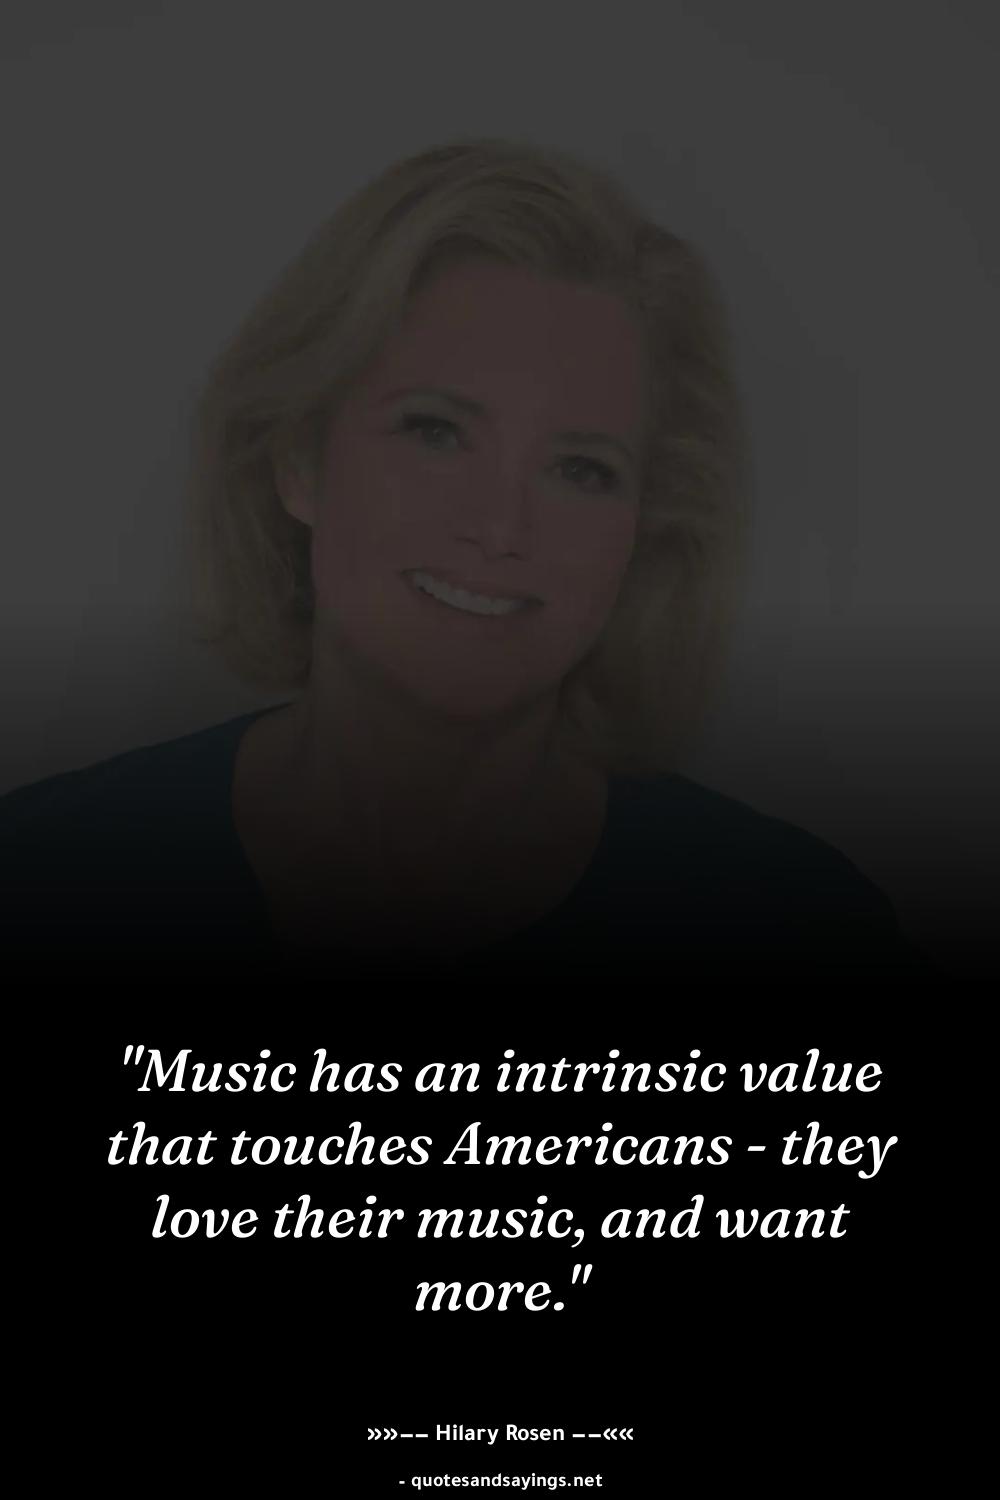 "Music has an intrinsic value
that touches Americans - they
love their music, and want
more."
»»−− Hilary Rosen −−««
- quotesandsayings.net